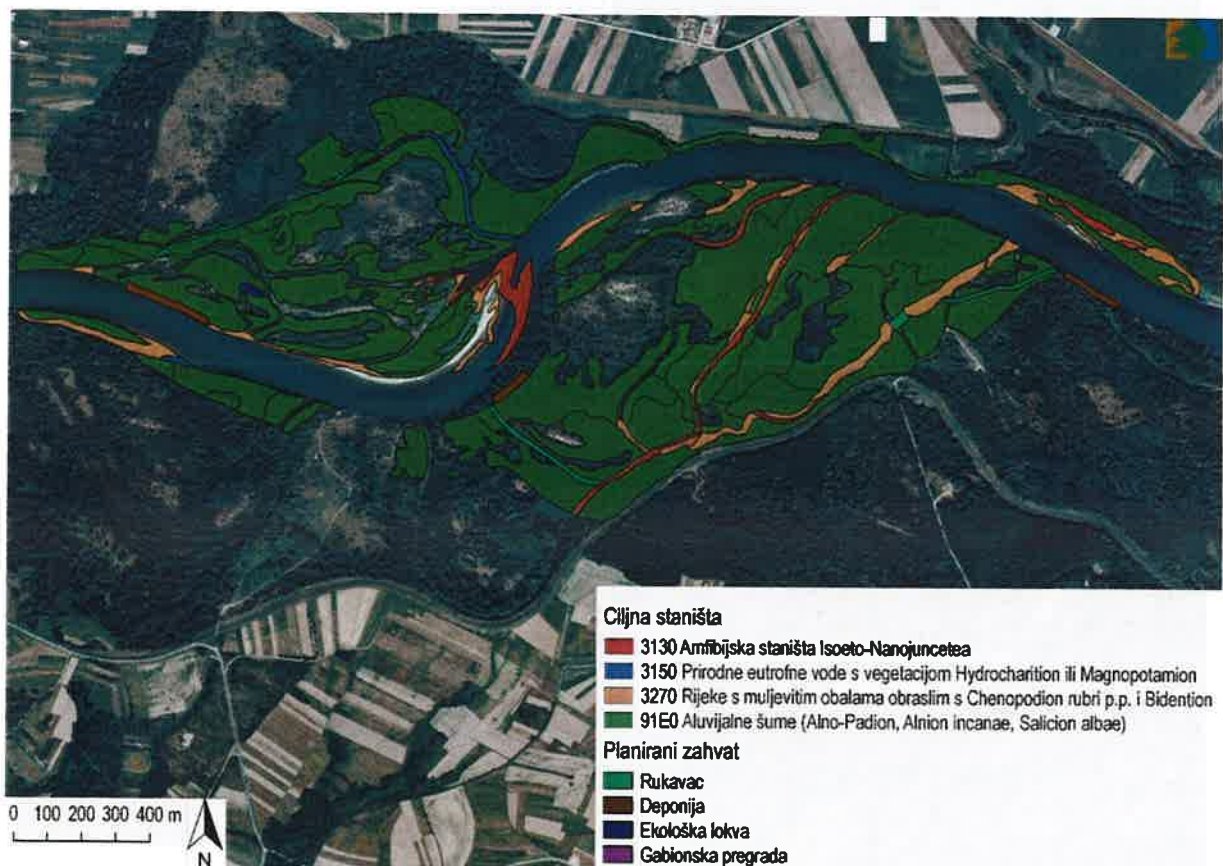 Ciljna staništa
3130 Amfibijska staništa Isoeto-Nanojuncetea
3150 Prirodne eutrofne vode s vegetacijom Hydrocharition ili Magnopotamion
3270 Rijeke s muljevitim obalama obraslim s Chenopodion rubri p.p. i Bidention
91E0 Aluvijalne šume (Alno-Padion, Alnion incanae, Salicion albae)
Planirani zahvat
Rukavac
Deponija
Ekološka lokva
Gabionska pregrada
0 100 200 300 400 m
N